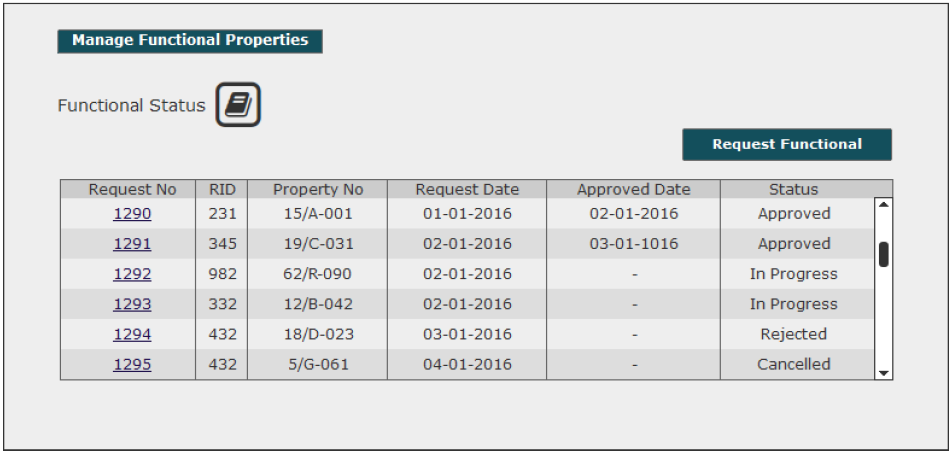 Manage Functional Properties
Functional Status
Request Functional
Request No RID Property No Request Date Approved Date Status
1290 231 15/A-001 01-01-2016 02-01-2016 Approved
1291 345 19/C-031 02-01-2016 03-01-1016 Approved
1292 982 62/R-090 02-01-2016 - In Progress
1293 332 12/B-042 02-01-2016 - In Progress
1294 432 18/D-023 03-01-2016 - Rejected
1295 432 5/G-061 04-01-2016 - Cancelled